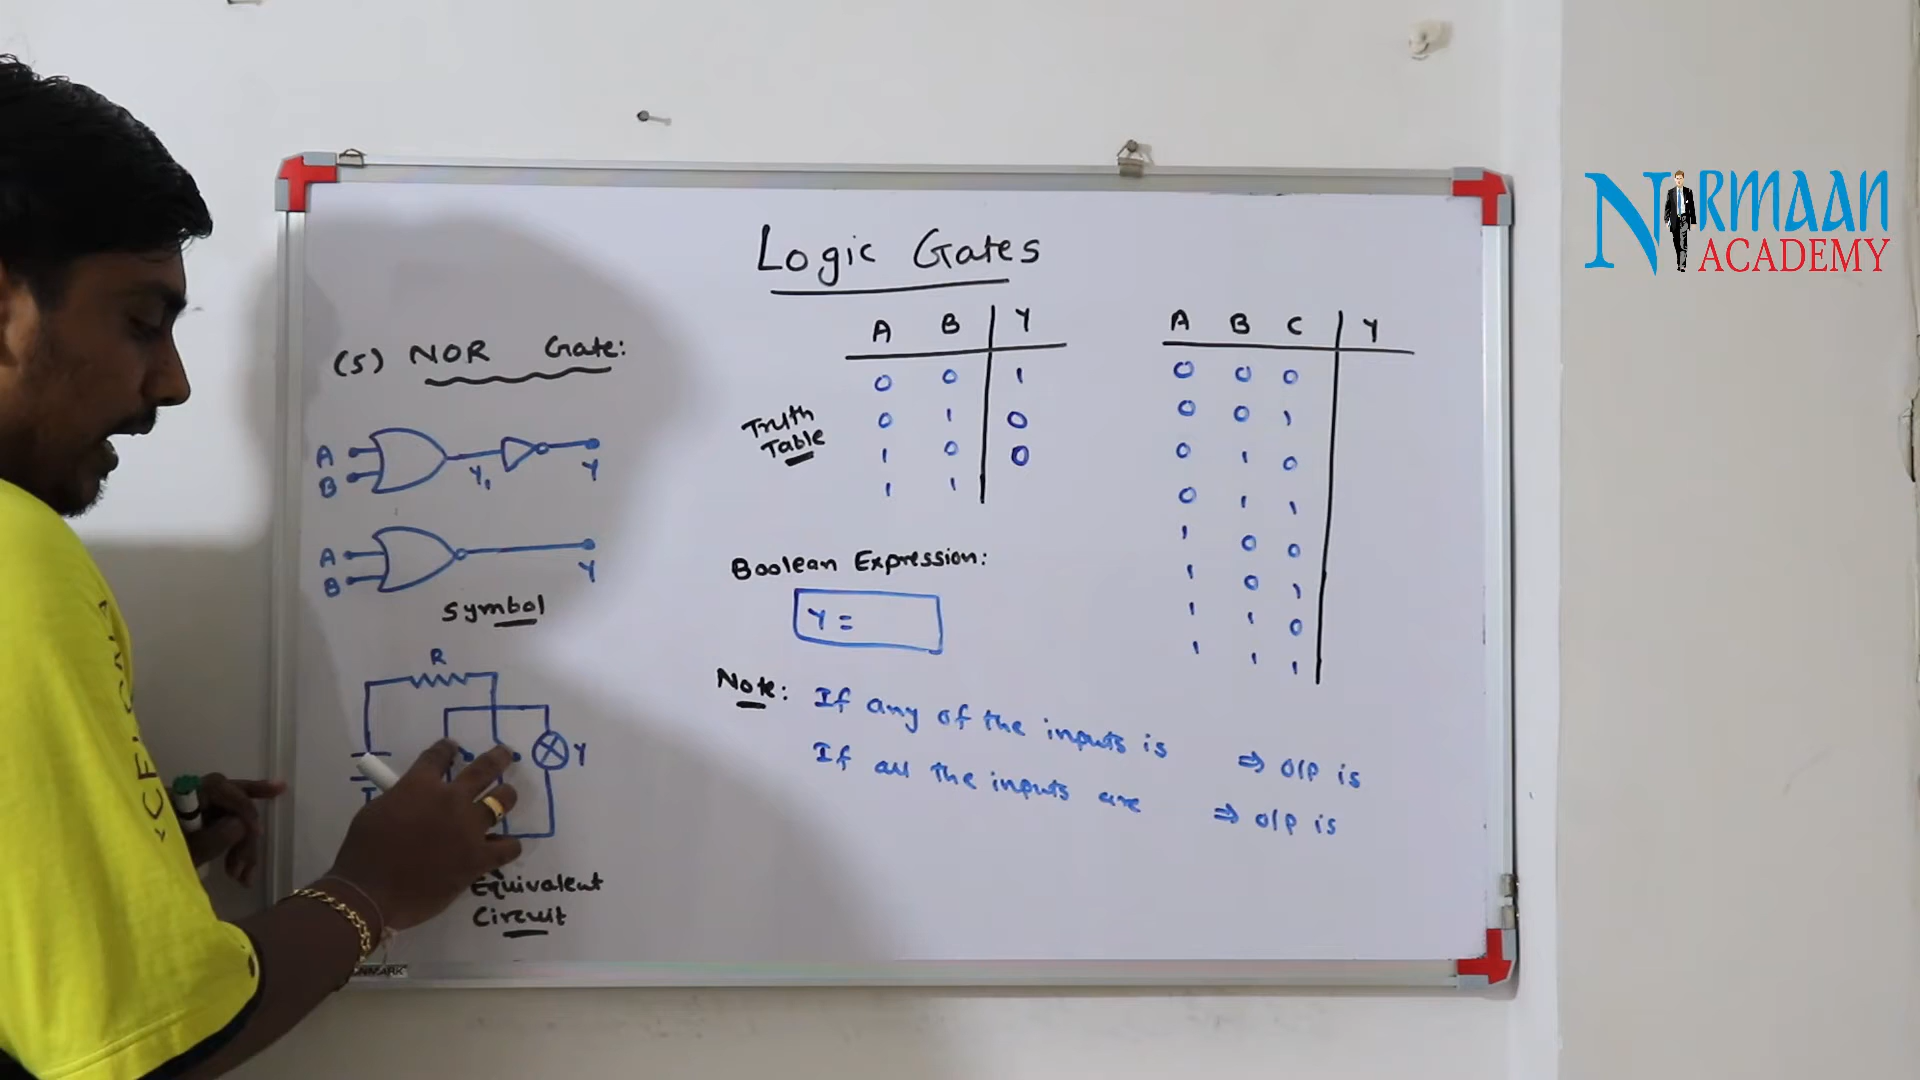 Logic Gates
(5) NOR Gate:
A
B
Y₁
Y
A
B
Y
Symbol
R
Y
Equivalent
Circuit
Truth
Table
A B Y
0 0 1
0 1 0
1 0 0
1 1
Boolean Expression:
Y =
Note: If any of the inputs is ⇒ O/P is
If all the inputs are ⇒ O/P is
A B C Y
0 0 0
0 0 1
0 1 0
0 1 1
1 0 0
1 0 1
1 1 0
1 1 1
NIRMAAN
ACADEMY